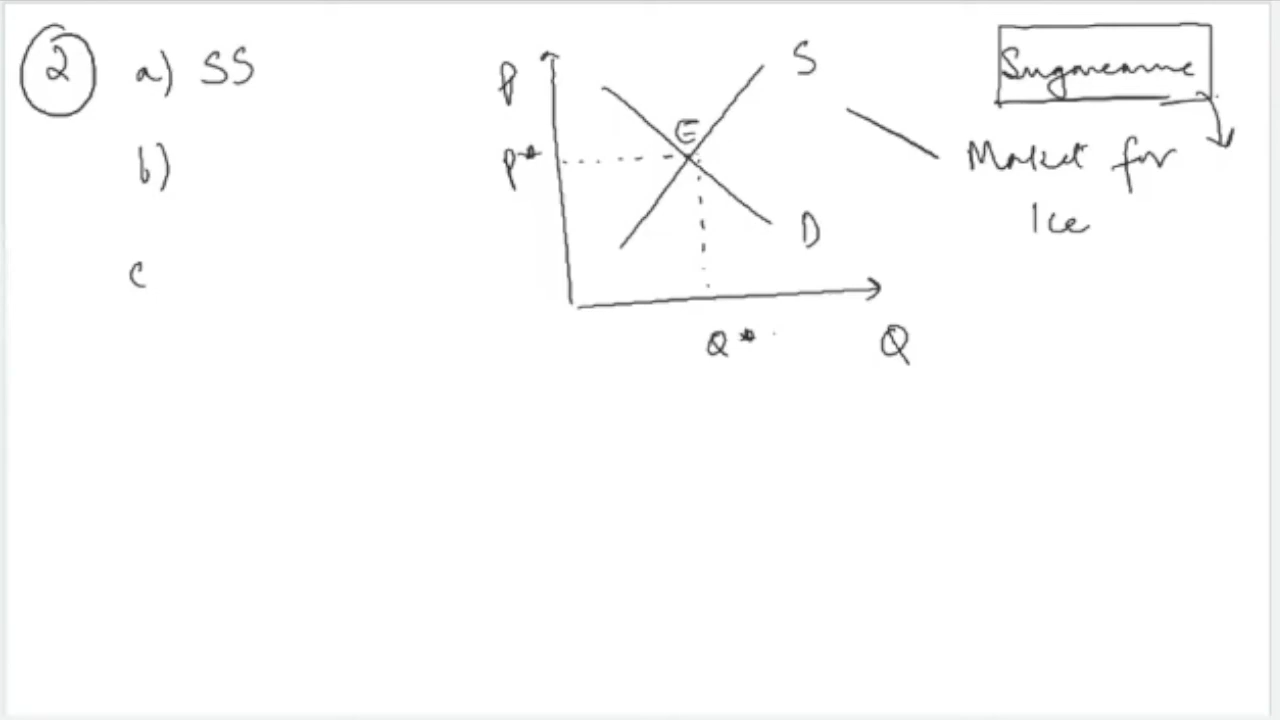 2
a) SS
b)
c
P
P*
E
S
D
Q*
Q
Sugarcane
Market for
Ice